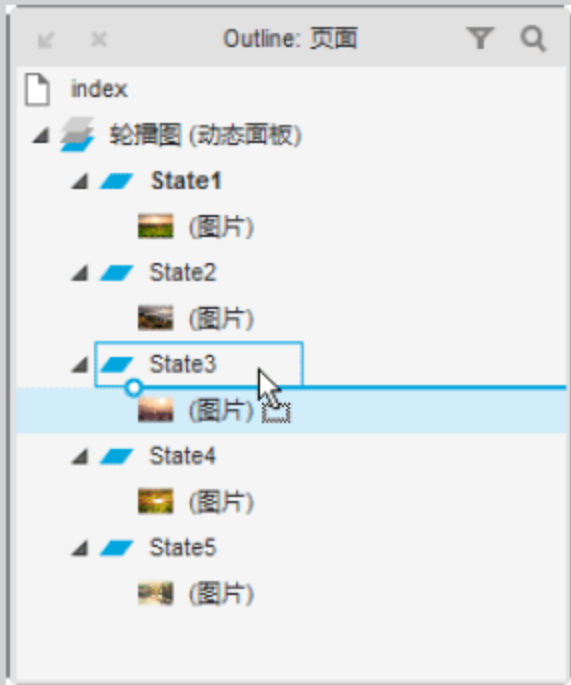 Outline: 页面
index
轮播图 (动态面板)
State1
(图片)
State2
(图片)
State3
(图片)
State4
(图片)
State5
(图片)